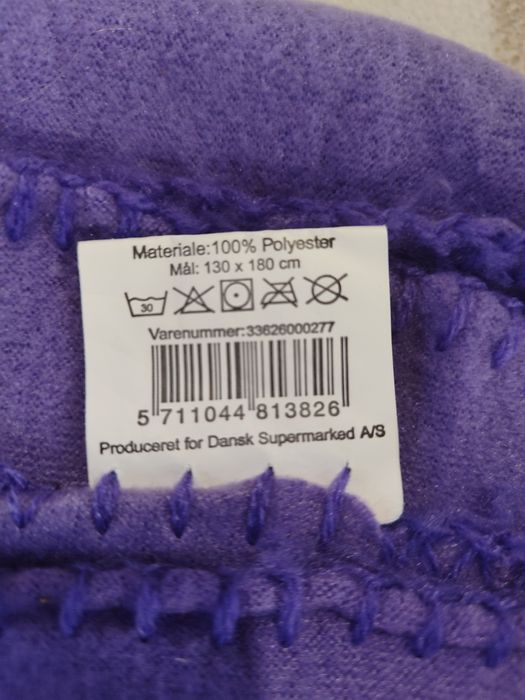 Materiale:100% Polyester
Mål: 130 x 180 cm
30
Varenummer:33626000277
5 711044 813826
Produceret for Dansk Supermarked A/S